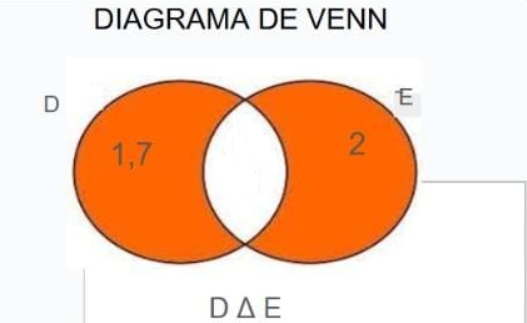 DIAGRAMA DE VENN
D
E
1,7
2
D Δ E